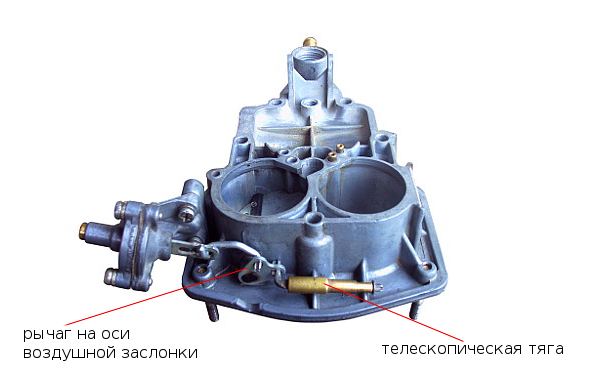 рычаг на оси
воздушной заслонки
телескопическая тяга